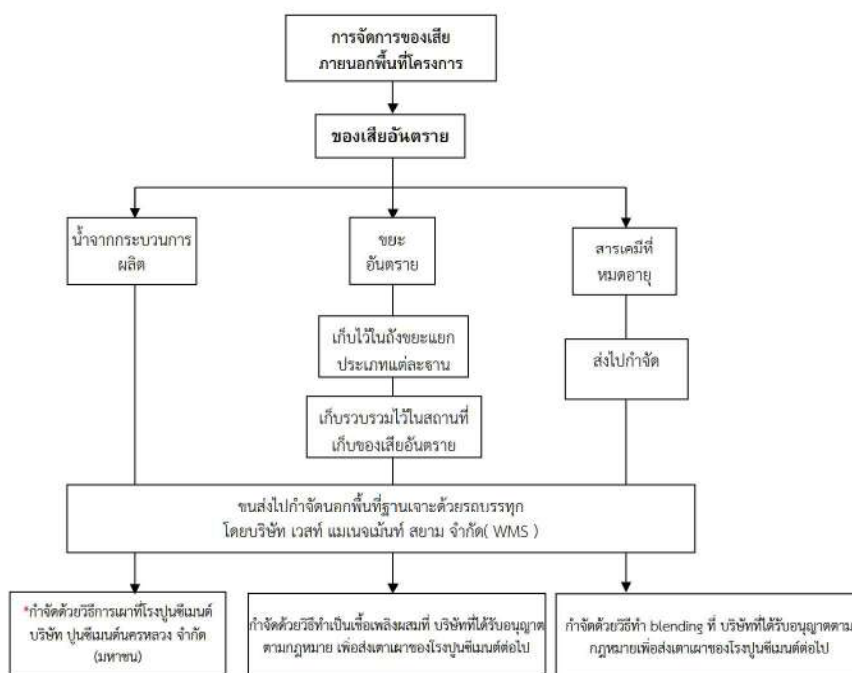 การจัดการของเสีย
ภายนอกพื้นที่โครงการ
ของเสียอันตราย
น้ำจากกระบวนการ
ผลิต
ขยะ
อันตราย
สารเคมีที่
หมดอายุ
เก็บไว้ในถังขยะแยก
ประเภทแต่ละฐาน
ส่งไปกำจัด
เก็บรวบรวมไว้ในสถานที่
เก็บของเสียอันตราย
ขนส่งไปกำจัดนอกพื้นที่ฐานเจาะด้วยรถบรรทุก
โดยบริษัท เวสท์ แมเนจเม้นท์ สยาม จำกัด( WMS )
*กำจัดด้วยวิธีการเผาที่โรงปูนซีเมนต์
บริษัท ปูนซีเมนต์นครหลวง จำกัด
(มหาชน)
กำจัดด้วยวิธีทำเป็นเชื้อเพลิงผสมที่ บริษัทที่ได้รับอนุญาต
ตามกฎหมาย เพื่อส่งเตาเผาของโรงปูนซีเมนต์ต่อไป
กำจัดด้วยวิธีทำ blending ที่ บริษัทที่ได้รับอนุญาตตาม
กฎหมายเพื่อส่งเตาเผาของโรงปูนซีเมนต์ต่อไป